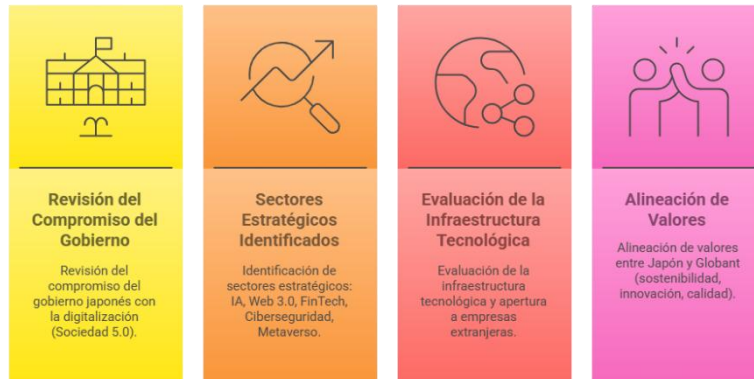 Revisión del
Compromiso del
Gobierno
Revisión del
compromiso del
gobierno japonés con
la digitalización
(Sociedad 5.0).
Sectores
Estratégicos
Identificados
Identificación de
sectores estratégicos:
IA, Web 3.0, FinTech,
Ciberseguridad,
Metaverso.
Evaluación de la
Infraestructura
Tecnológica
Evaluación de la
infraestructura
tecnológica y apertura
a empresas
extranjeras.
Alineación de
Valores
Alineación de valores
entre Japón y Globant
(sostenibilidad,
innovación, calidad).